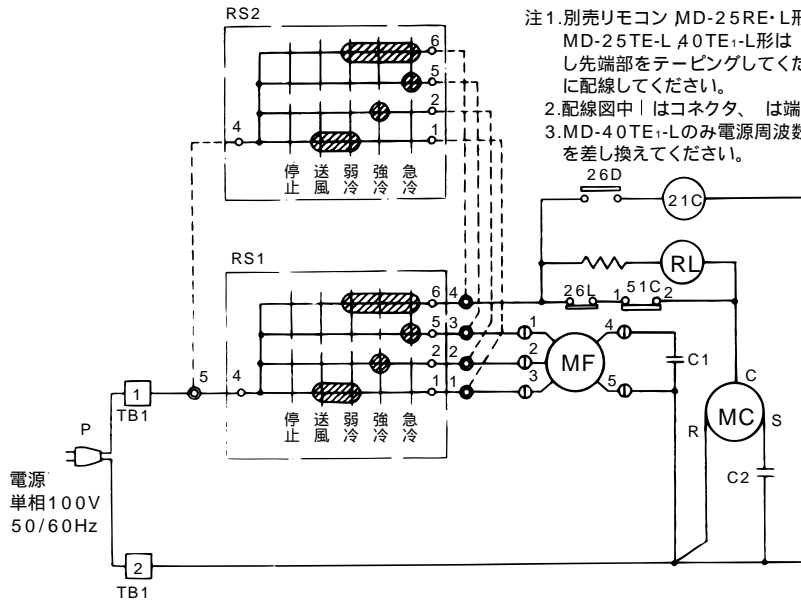 RS2
6
5
2
1
4
停止
送風
弱冷
強冷
急冷
注1.別売リモコン MD-25RE・L形
MD-25TE-L 40TE1-L形は
し先端部をテーピングしてくだ
に配線してください。
2.配線図中 | はコネクタ、 は端
3.MD-40TE1-Lのみ電源周波数
を差し換えてください。
26D
21C
RL
26L
1
51C
2
RS1
6 4
5 3
2 2
1 1
4
5
停止
送風
弱冷
強冷
急冷
1
2
3
MF
4
5
C1
C
MC
R
S
C2
1
TB1
P
電源
単相100V
50/60Hz
2
TB1